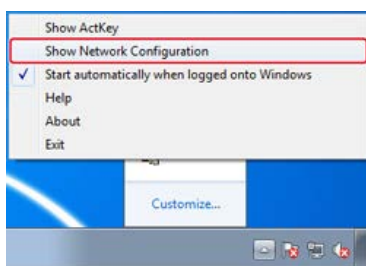 Show ActKey
Show Network Configuration
Start automatically when logged onto Windows
Help
About
Exit
Customize...